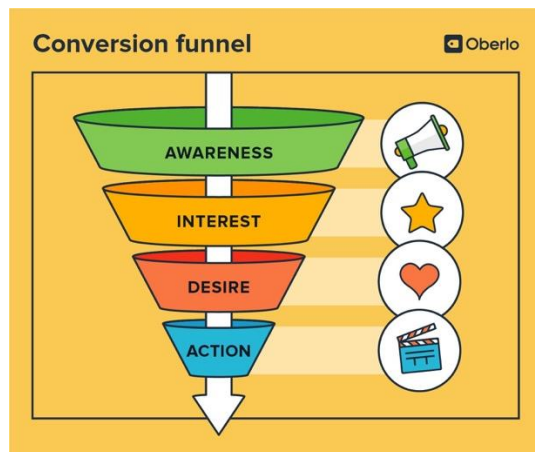 Conversion funnel
Oberlo
AWARENESS
INTEREST
DESIRE
ACTION